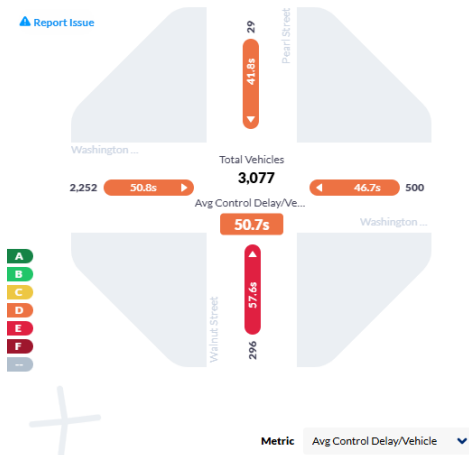 Report Issue
29
Pearl Street
41.8s
Washington ...
Total Vehicles
3,077
2,252
50.8s
46.7s
500
Avg Control Delay/Ve...
50.7s
Washington ...
57.6s
Walnut Street
296
A
B
C
D
E
F
--
Metric
Avg Control Delay/Vehicle